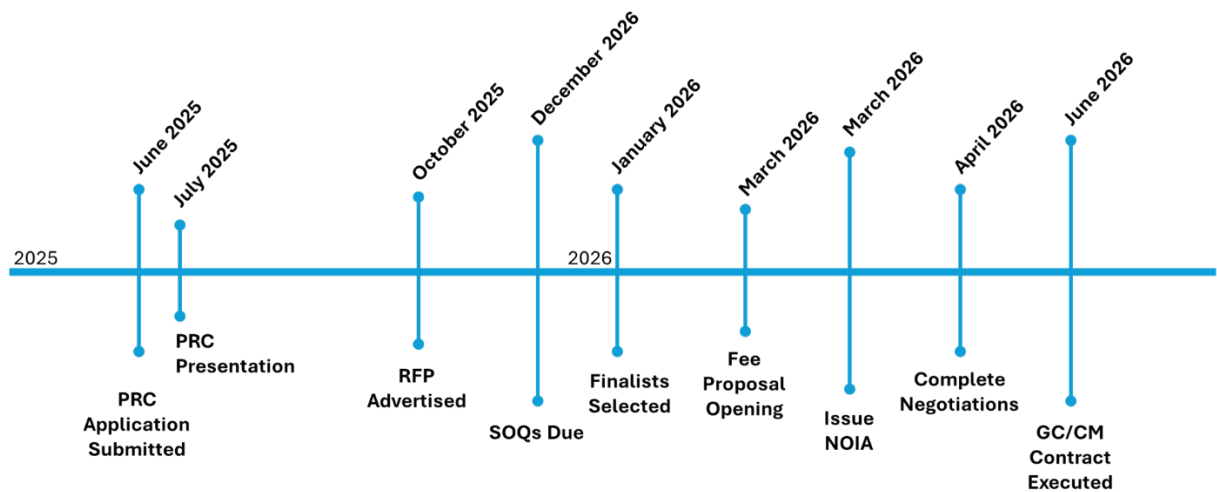 June 2025
July 2025
October 2025
December 2026
January 2026
March 2026
March 2026
April 2026
June 2026
2025
2026
PRC
Application
Submitted
PRC
Presentation
RFP
Advertised
SOQs Due
Finalists
Selected
Fee
Proposal
Opening
Issue
NOIA
Complete
Negotiations
GC/CM
Contract
Executed